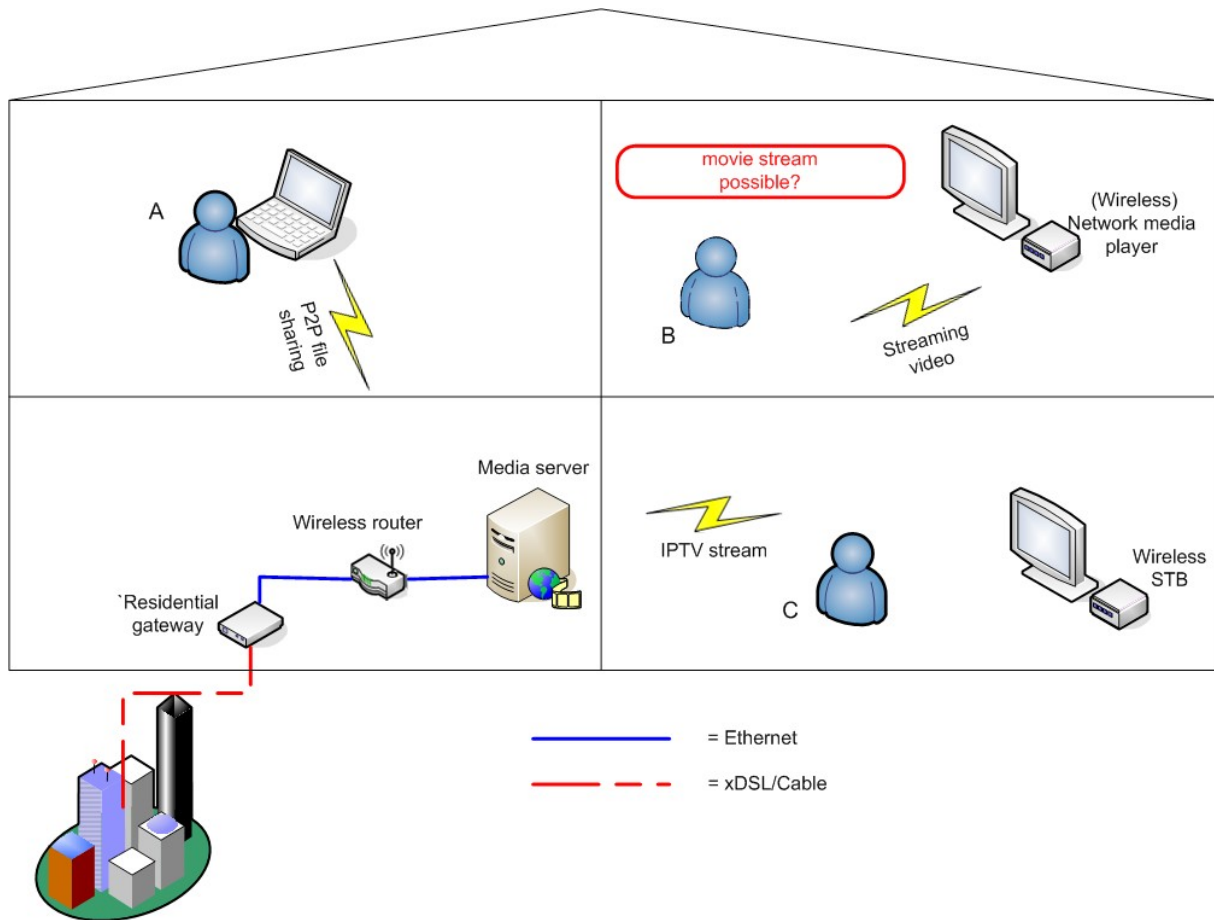 movie stream
possible?
A
(Wireless)
Network media
player
P2P file
sharing
B
Streaming
video
Media server
Wireless router
IPTV stream
Wireless
STB
`Residential
gateway
C
= Ethernet
= xDSL/Cable